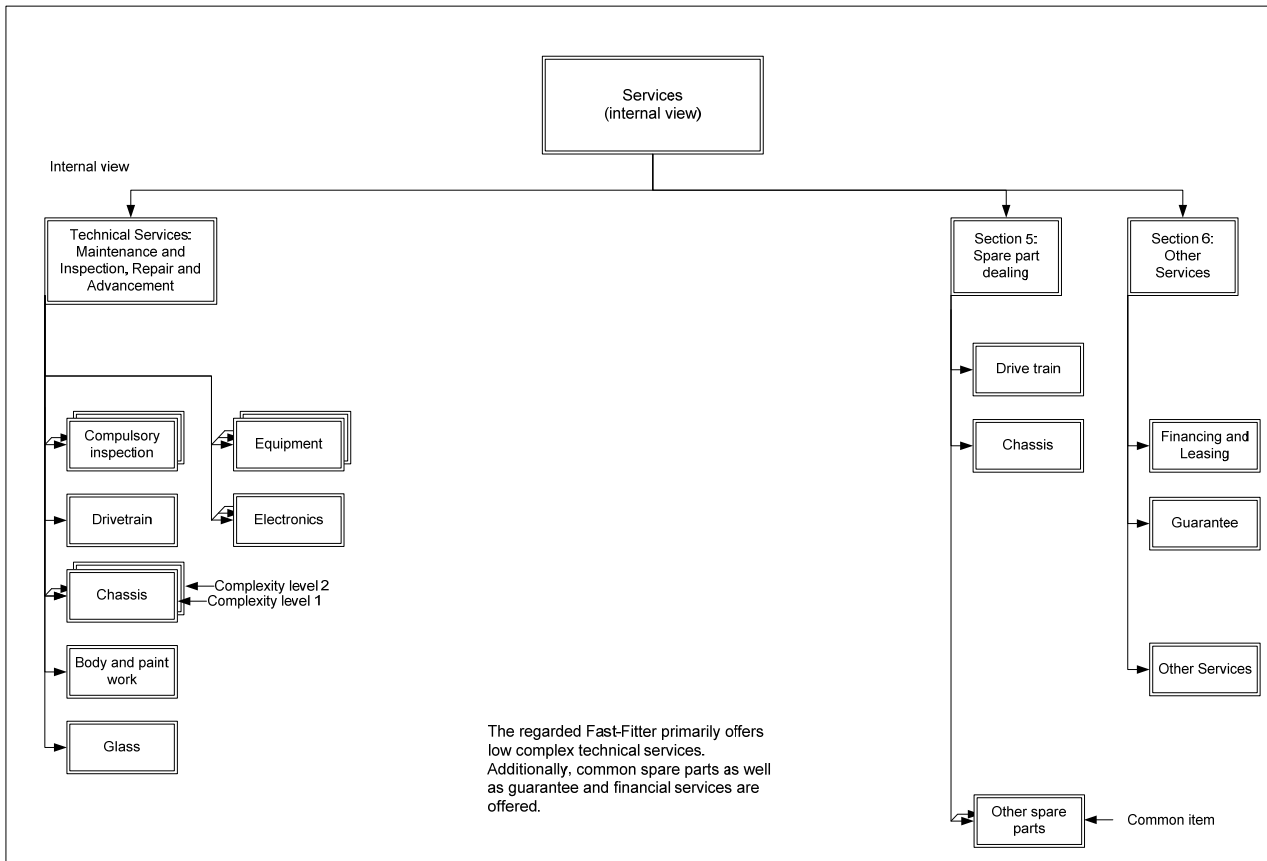 Services
(internal view)
Internal view
Technical Services:
Maintenance and
Inspection, Repair and
Advancement
Section 5:
Spare part
dealing
Section 6:
Other
Services
Compulsory
inspection
Equipment
Drivetrain
Electronics
Chassis
Complexity level 2
Complexity level 1
Body and paint
work
Glass
Drive train
Chassis
Financing and
Leasing
Guarantee
Other Services
The regarded Fast-Fitter primarily offers
low complex technical services.
Additionally, common spare parts as well
as guarantee and financial services are
offered.
Other spare
parts
Common item